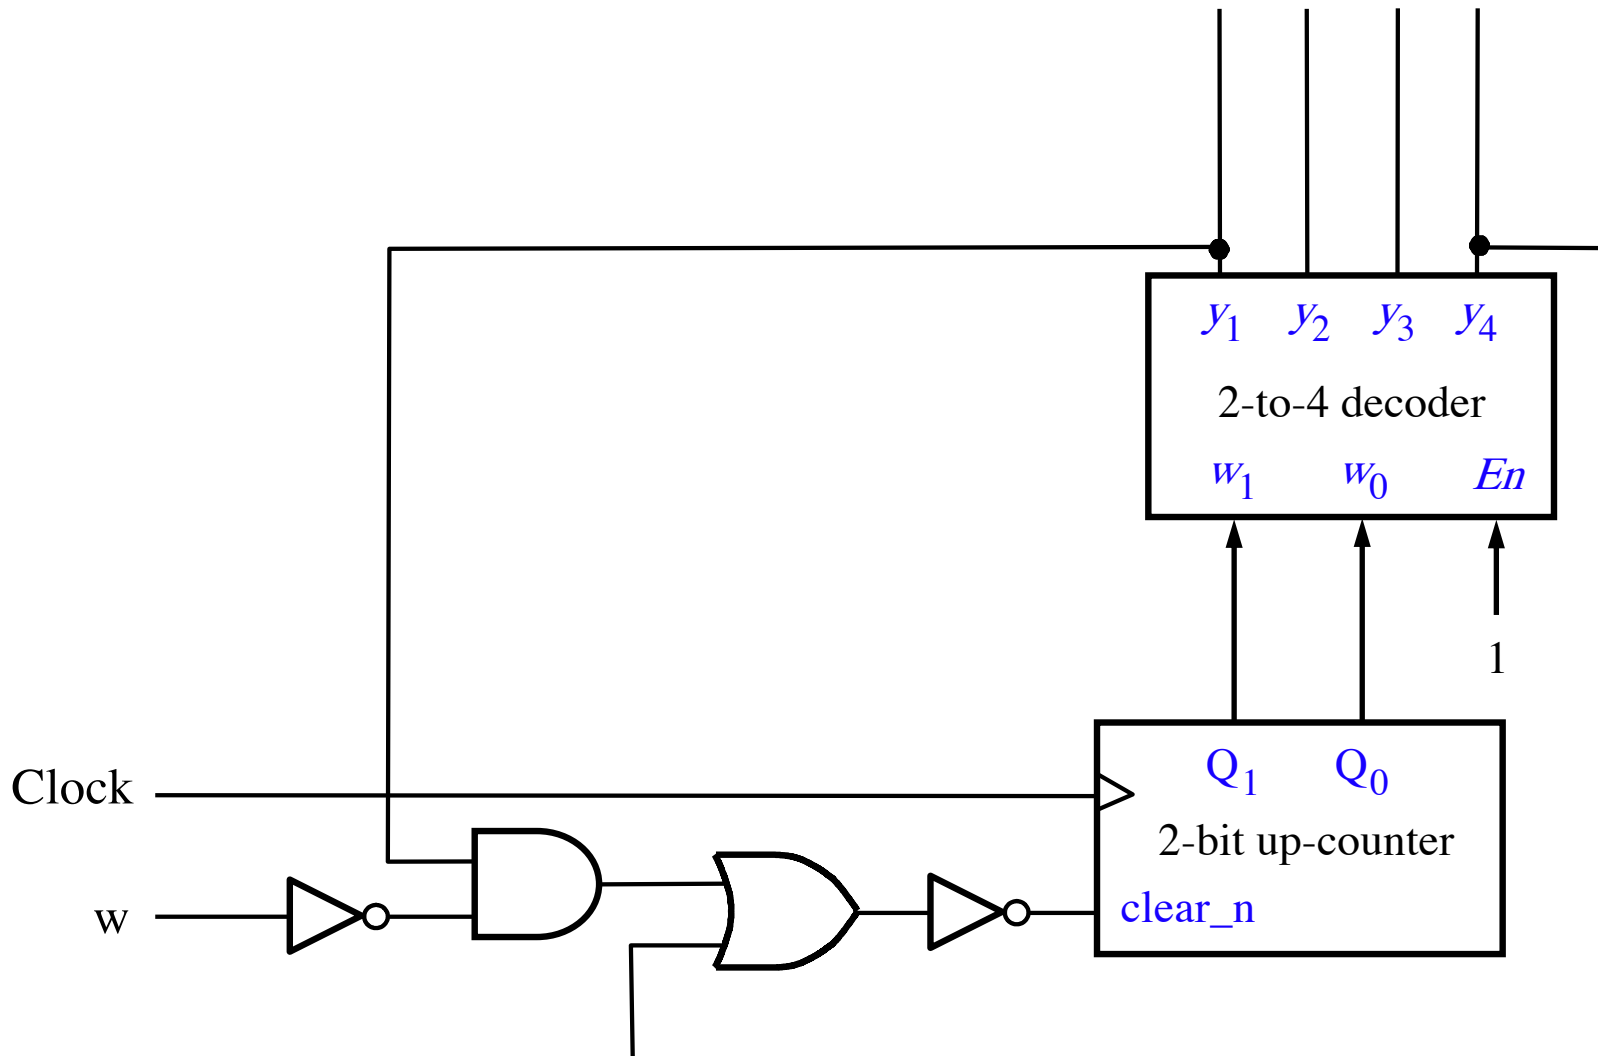 y1 y2 y3 y4
2-to-4 decoder
w1 w0 En
1
Clock
Q1 Q0
2-bit up-counter
w
clear_n